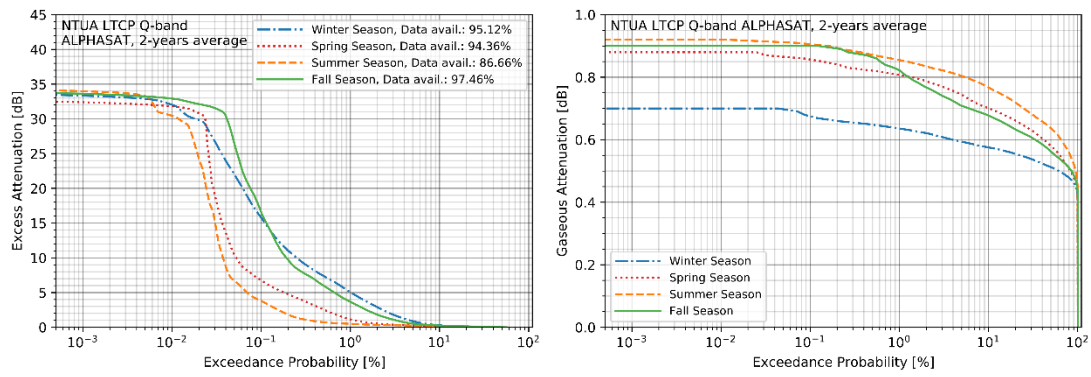 NTUA LTCP Q-band
ALPHASAT, 2-years average
Winter Season, Data avail.: 95.12%
Spring Season, Data avail.: 94.36%
Summer Season, Data avail.: 86.66%
Fall Season, Data avail.: 97.46%
Excess Attenuation [dB]
45
40
35
30
25
20
15
10
5
0
10⁻³ 10⁻² 10⁻¹ 10⁰ 10¹ 10²
Exceedance Probability [%]
NTUA LTCP Q-band ALPHASAT, 2-years average
Gaseous Attenuation [dB]
1.0
0.8
0.6
0.4
0.2
0.0
Winter Season
Spring Season
Summer Season
Fall Season
10⁻³ 10⁻² 10⁻¹ 10⁰ 10¹ 10²
Exceedance Probability [%]